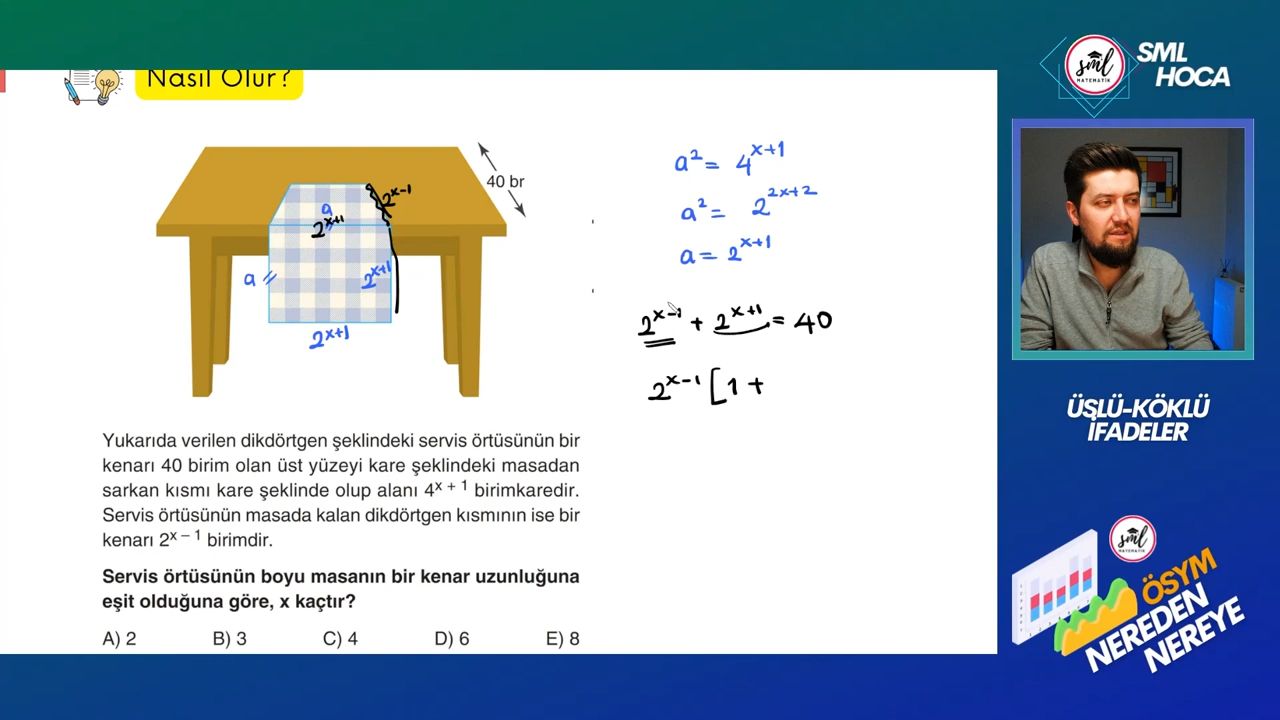 Nasıl Olur?
sml
MATEMATİK
SML
HOCA
40 br
2^x-1
a
2^x+1
a
2^x+1
2^x+1
a² = 4^x+1
a² = 2^2x+2
a = 2^x+1
2^x-1 + 2^x+1 = 40
2^x-1 [1 +
Yukarıda verilen dikdörtgen şeklindeki servis örtüsünün bir
kenarı 40 birim olan üst yüzeyi kare şeklindeki masadan
sarkan kısmı kare şeklinde olup alanı 4^x + 1 birimkaredir.
Servis örtüsünün masada kalan dikdörtgen kısmının ise bir
kenarı 2^x – 1 birimdir.
Servis örtüsünün boyu masanın bir kenar uzunluğuna
eşit olduğuna göre, x kaçtır?
A) 2 B) 3 C) 4 D) 6 E) 8
ÜSLÜ-KÖKLÜ
İFADELER
sml
MATEMATİK
ÖSYM
NEREDEN
NEREYE